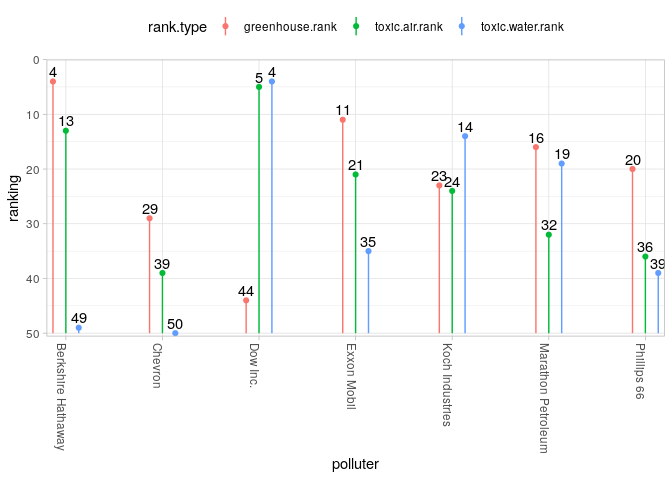 rank.type greenhouse.rank toxic.air.rank toxic.water.rank
ranking
0
10
20
30
40
50
4
13
49
29
39
50
44
5
4
11
21
35
23
24
14
16
32
19
20
36
39
Berkshire Hathaway
Chevron
Dow Inc.
Exxon Mobil
Koch Industries
Marathon Petroleum
Phillips 66
polluter